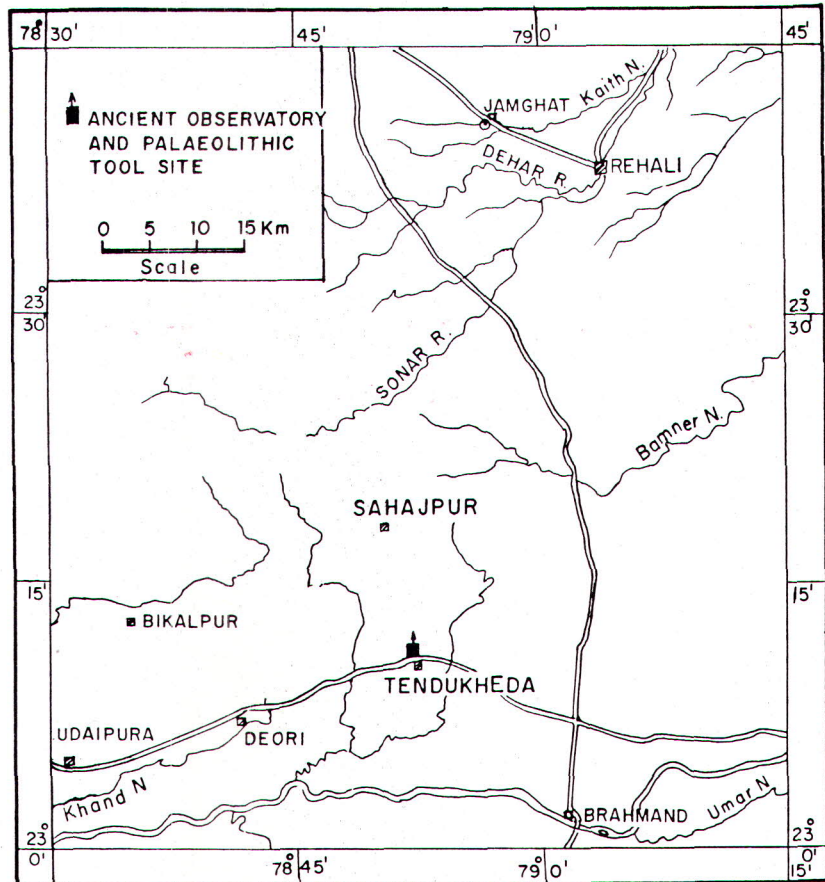 78° 30' 45' 79° 0' 45'
ANCIENT OBSERVATORY
AND PALAEOLITHIC
TOOL SITE
0 5 10 15 Km
Scale
JAMGHAT
Kaith N.
DEHAR R.
REHALI
23° 30'
30'
SONAR R.
Bamner N.
SAHAJPUR
15'
15'
BIKALPUR
TENDUKHEDA
UDAIPURA
DEORI
Khand N
BRAHMAND
Umar N
23° 0'
23° 0'
78° 45' 79° 0' 15'